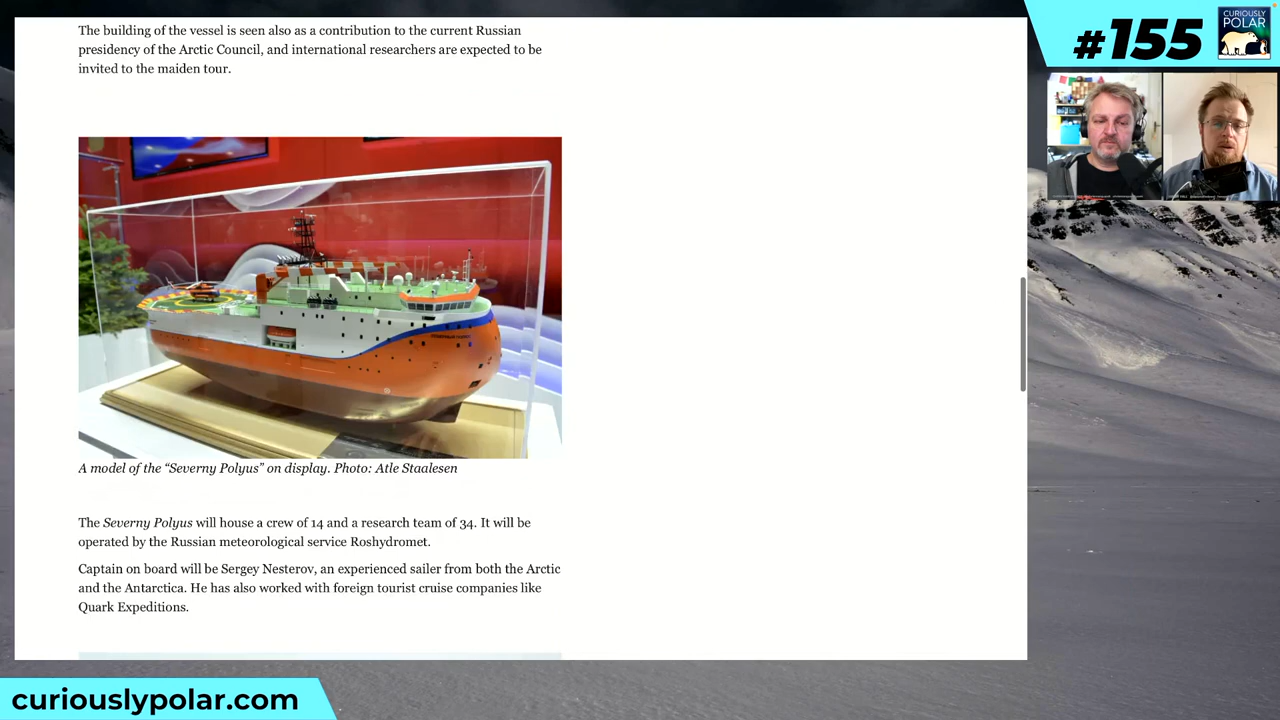 The building of the vessel is seen also as a contribution to the current Russian
presidency of the Arctic Council, and international researchers are expected to be
invited to the maiden tour.
A model of the “Severny Polyus” on display. Photo: Atle Staalesen
The Severny Polyus will house a crew of 14 and a research team of 34. It will be
operated by the Russian meteorological service Roshydromet.
Captain on board will be Sergey Nesterov, an experienced sailer from both the Arctic
and the Antarctica. He has also worked with foreign tourist cruise companies like
Quark Expeditions.
#155
CURIOUSLY
POLAR
curiouslypolar.com